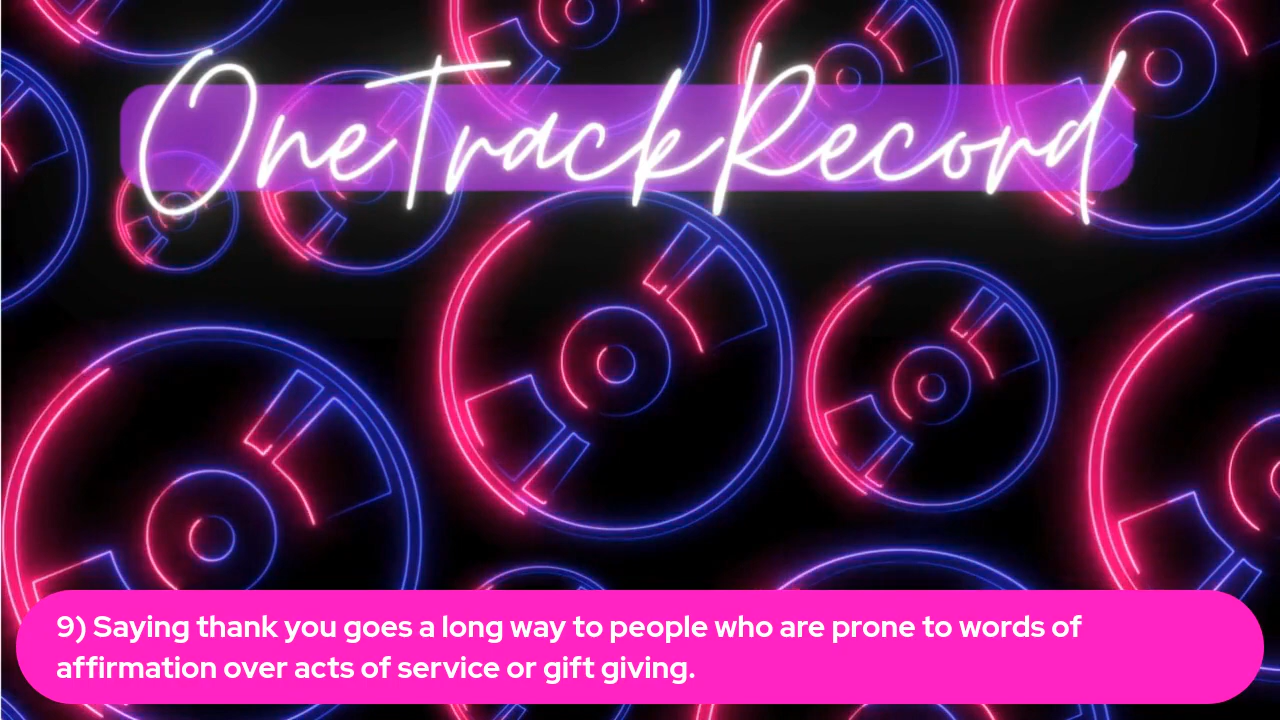 OneTrackRecord
9) Saying thank you goes a long way to people who are prone to words of
affirmation over acts of service or gift giving.